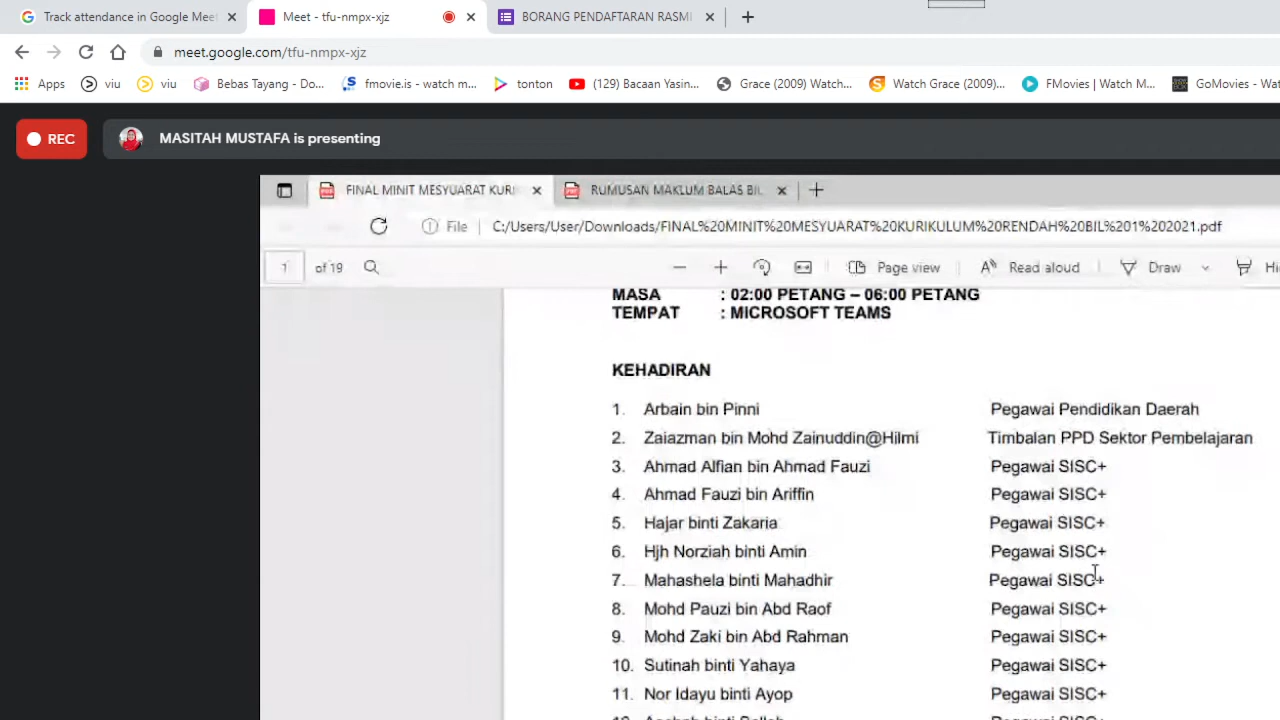 Track attendance in Google Meet
Meet - tfu-nmpx-xjz
BORANG PENDAFTARAN RASMI
meet.google.com/tfu-nmpx-xjz
Apps viu viu Bebas Tayang - Do... fmovie.is - watch m... tonton (129) Bacaan Yasin... Grace (2009) Watch... Watch Grace (2009)... FMovies | Watch M... GoMovies - Wat
REC
MASITAH MUSTAFA is presenting
FINAL MINIT MESYUARAT KURI
RUMUSAN MAKLUM BALAS BIL
File C:/Users/User/Downloads/FINAL%20MINIT%20MESYUARAT%20KURIKULUM%20RENDAH%20BIL%201%202021.pdf
1 of 19 Page view Read aloud Draw
MASA : 02:00 PETANG – 06:00 PETANG
TEMPAT : MICROSOFT TEAMS
KEHADIRAN
1. Arbain bin Pinni Pegawai Pendidikan Daerah
2. Zaiazman bin Mohd Zainuddin@Hilmi Timbalan PPD Sektor Pembelajaran
3. Ahmad Alfian bin Ahmad Fauzi Pegawai SISC+
4. Ahmad Fauzi bin Ariffin Pegawai SISC+
5. Hajar binti Zakaria Pegawai SISC+
6. Hjh Norziah binti Amin Pegawai SISC+
7. Mahashela binti Mahadhir Pegawai SISC+
8. Mohd Pauzi bin Abd Raof Pegawai SISC+
9. Mohd Zaki bin Abd Rahman Pegawai SISC+
10. Sutinah binti Yahaya Pegawai SISC+
11. Nor Idayu binti Ayop Pegawai SISC+